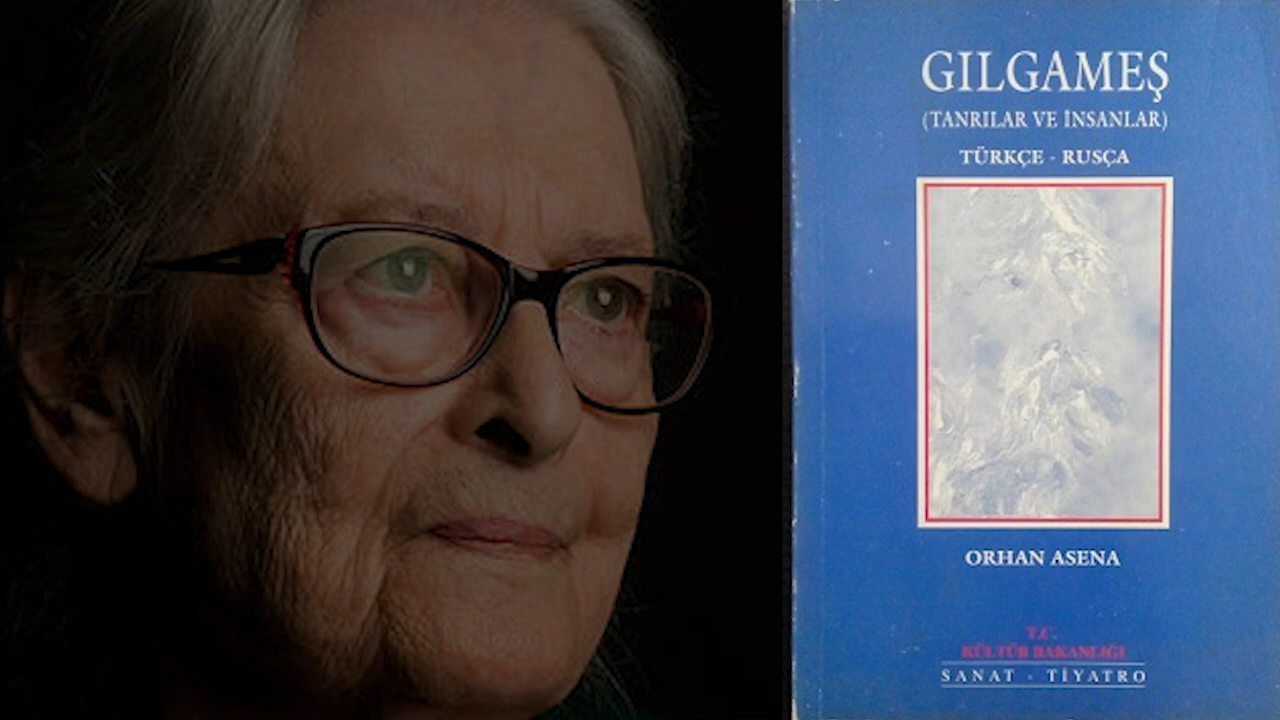 GILGAMEŞ
(TANRILAR VE İNSANLAR)
TÜRKÇE - RUSÇA
ORHAN ASENA
T.C.
KÜLTÜR BAKANLIĞI
SANAT - TİYATRO